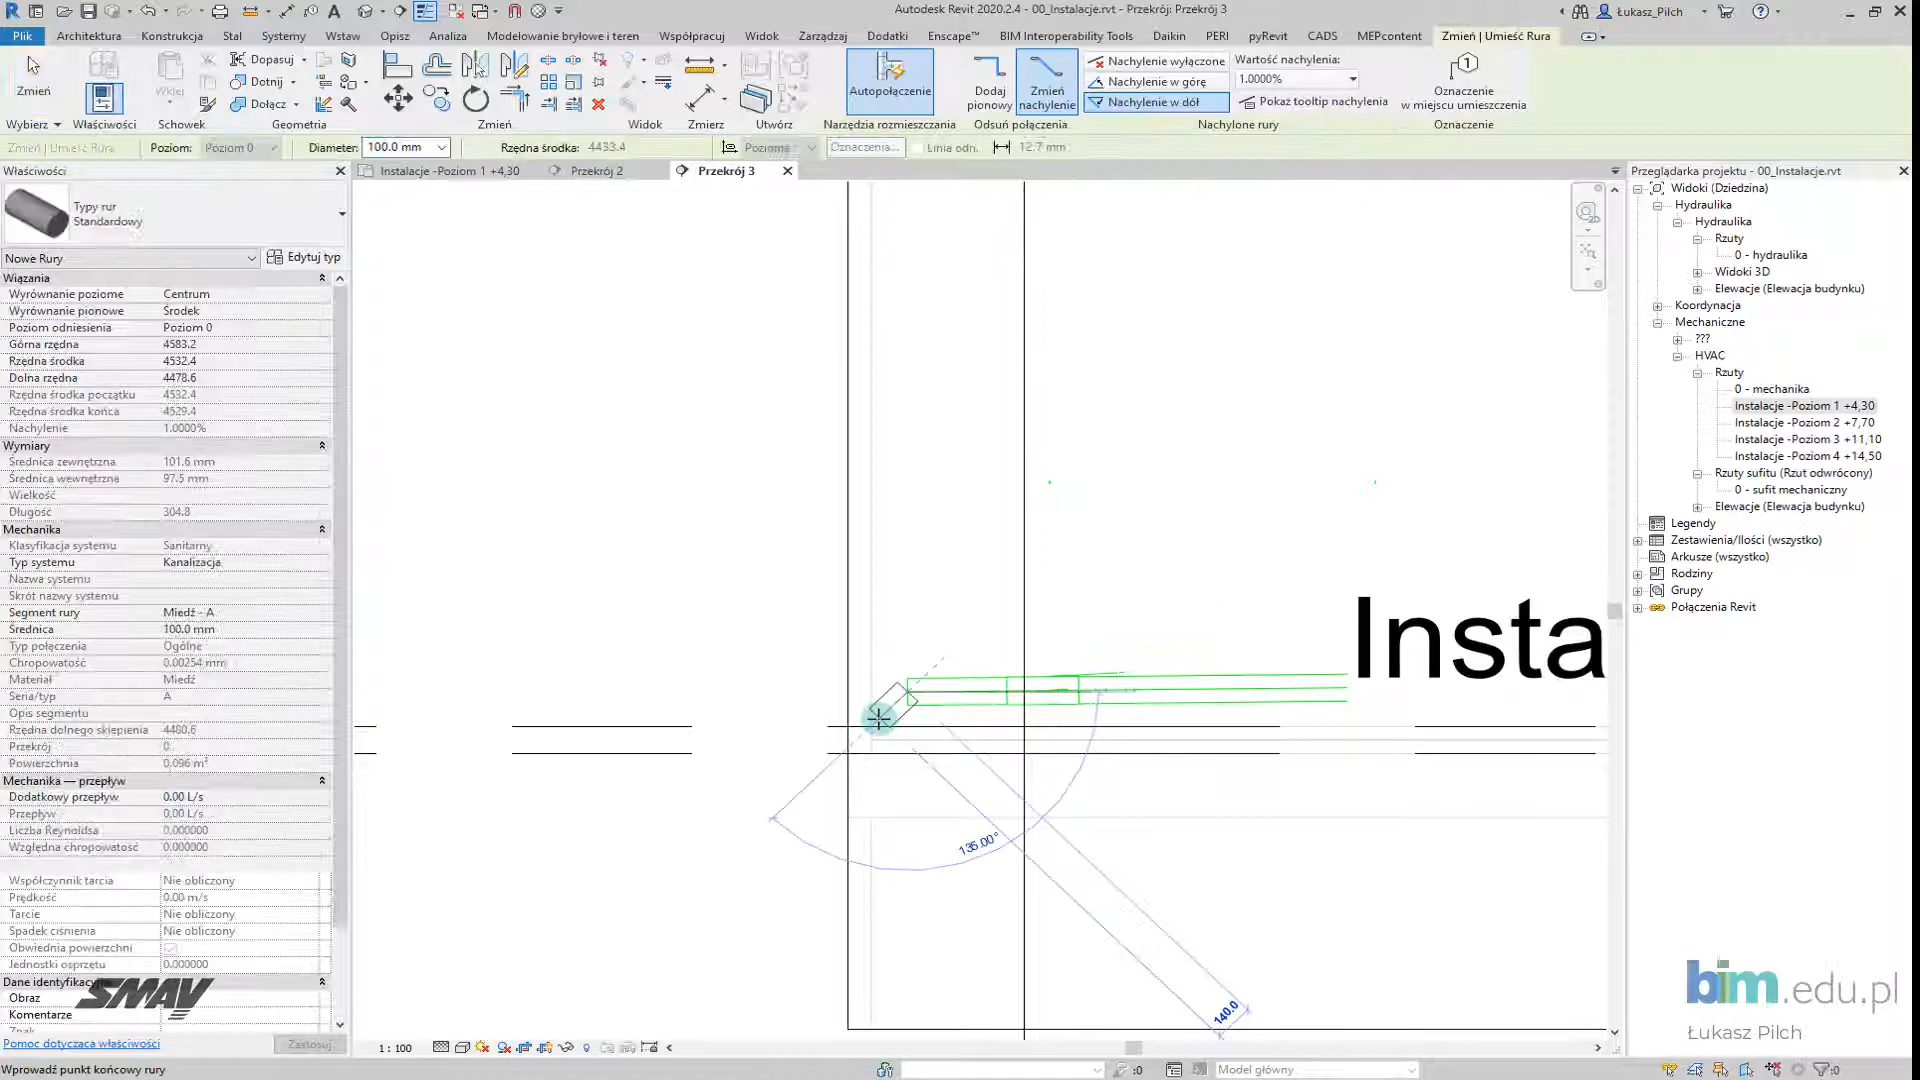 Autodesk Revit 2020.2.4 - 00_Instalacje.rvt - Przekrój: Przekrój 3
Łukasz_Pilch
Plik
Architektura
Konstrukcja
Stal
Systemy
Wstaw
Opisz
Analiza
Modelowanie bryłowe i teren
Współpracuj
Widok
Zarządzaj
Dodatki
Enscape™
BIM Interoperability Tools
Daikin
PERI
pyRevit
CADS
MEPcontent
Zmień | Umieść Rura
Zmień
Wklej
Dopasuj
Dotnij
Dołącz
Autopołączenie
Dodaj
pionowy
Zmień
nachylenie
Nachylenie wyłączone
Nachylenie w górę
Nachylenie w dół
Wartość nachylenia:
1.0000%
Pokaż tooltip nachylenia
Oznaczenie
w miejscu umieszczenia
Wybierz
Właściwości
Schowek
Geometria
Zmień
Widok
Zmierz
Utwórz
Narzędzia rozmieszczania
Odsuń połączenia
Nachylone rury
Oznaczenie
Zmień | Umieść Rura
Poziom: Poziom 0
Diameter: 100.0 mm
Rzędna środka: 4433.4
Pozioma
Oznaczenia...
Linia odn.
12.7 mm
Właściwości
Instalacje -Poziom 1 +4,30
Przekrój 2
Przekrój 3
Typy rur
Standardowy
Nowe Rury
Edytuj typ
Wiązania
Wyrównanie poziome Centrum
Wyrównanie pionowe Środek
Poziom odniesienia Poziom 0
Górna rzędna 4583.2
Rzędna środka 4532.4
Dolna rzędna 4478.6
Rzędna środka początku 4532.4
Rzędna środka końca 4529.4
Nachylenie 1.0000%
Wymiary
Średnica zewnętrzna 101.6 mm
Średnica wewnętrzna 97.5 mm
Wielkość
Długość 304.8
Mechanika
Klasyfikacja systemu Sanitarny
Typ systemu Kanalizacja
Nazwa systemu
Skrót nazwy systemu
Segment rury Miedź - A
Średnica 100.0 mm
Typ połączenia Ogólne
Chropowatość 0.00254 mm
Materiał Miedź
Seria/typ A
Opis segmentu
Rzędna dolnego sklepienia 4480.6
Przekrój 0
Powierzchnia 0.096 m²
Mechanika — przepływ
Dodatkowy przepływ 0.00 L/s
Przepływ 0.00 L/s
Liczba Reynoldsa 0.000000
Względna chropowatość 0.000000
Współczynnik tarcia Nie obliczony
Prędkość 0.00 m/s
Tarcie Nie obliczony
Spadek ciśnienia Nie obliczony
Obwiednia powierzchni
Jednostki osprzętu 0.000000
Dane identyfikacyj
Obraz
Komentarze
Znak
SMAY
Pomoc dotycząca właściwości
Zastosuj
Insta
135.00°
140.0
1 : 100
Przeglądarka projektu - 00_Instalacje.rvt
Widoki (Dziedzina)
Hydraulika
Hydraulika
Rzuty
0 - hydraulika
Widoki 3D
Elewacje (Elewacja budynku)
Koordynacja
Mechaniczne
???
HVAC
Rzuty
0 - mechanika
Instalacje -Poziom 1 +4,30
Instalacje -Poziom 2 +7,70
Instalacje -Poziom 3 +11,10
Instalacje -Poziom 4 +14,50
Rzuty sufitu (Rzut odwrócony)
0 - sufit mechaniczny
Elewacje (Elewacja budynku)
Legendy
Zestawienia/Ilości (wszystko)
Arkusze (wszystko)
Rodziny
Grupy
Połączenia Revit
bim.edu.pl
Łukasz Pilch
Wprowadź punkt końcowy rury
:0
Model główny
:0